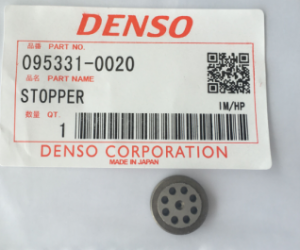 DENSO
品番 PART NO.
095331-0020
品名 PART NAME
STOPPER
IM/HP
数量 QT.
1
DENSO CORPORATION
MADE IN JAPAN